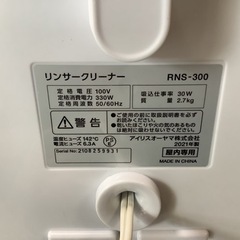 リンサークリーナー RNS-300
定格電圧 100V 吸込仕事率 30W
定格消費電力 330W 質量 2.7kg
定格周波数 50/60Hz
警告
温度ヒューズ 142℃
電流ヒューズ 6.3A
アイリスオーヤマ株式会社
2021年製
屋内専用
MADE IN CHINA